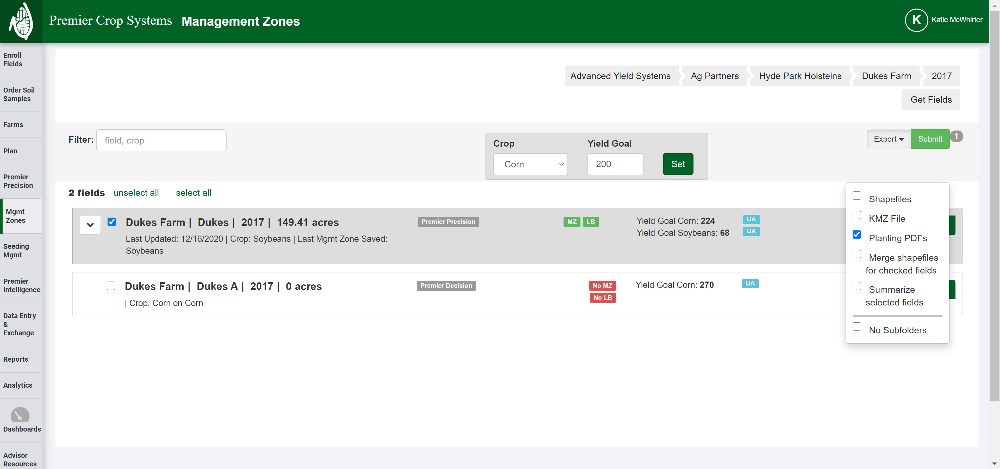 Premier Crop Systems Management Zones
K Katie McWhirter
Enroll
Fields
Order Soil
Samples
Farms
Plan
Premier
Precision
Mgmt
Zones
Seeding
Mgmt
Premier
Intelligence
Data Entry
&
Exchange
Reports
Analytics
Dashboards
Advisor
Resources
Advanced Yield Systems Ag Partners Hyde Park Holsteins Dukes Farm 2017
Get Fields
Filter: field, crop
Crop Yield Goal
Corn 200 Set
Export Submit 1
2 fields unselect all select all
Dukes Farm | Dukes | 2017 | 149.41 acres
Last Updated: 12/16/2020 | Crop: Soybeans | Last Mgmt Zone Saved:
Soybeans
Premier Precision
MZ LB
Yield Goal Corn: 224 UA
Yield Goal Soybeans: 68 UA
Dukes Farm | Dukes A | 2017 | 0 acres
| Crop: Corn on Corn
Premier Decision
No MZ
No LB
Yield Goal Corn: 270 UA
Shapefiles
KMZ File
Planting PDFs
Merge shapefiles
for checked fields
Summarize
selected fields
No Subfolders